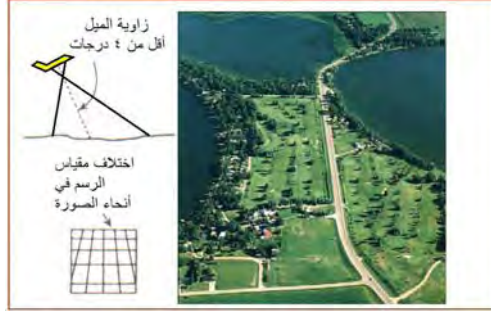 زاوية الميل
أقل من ٤ درجات
اختلاف مقياس
الرسم في
أنحاء الصورة